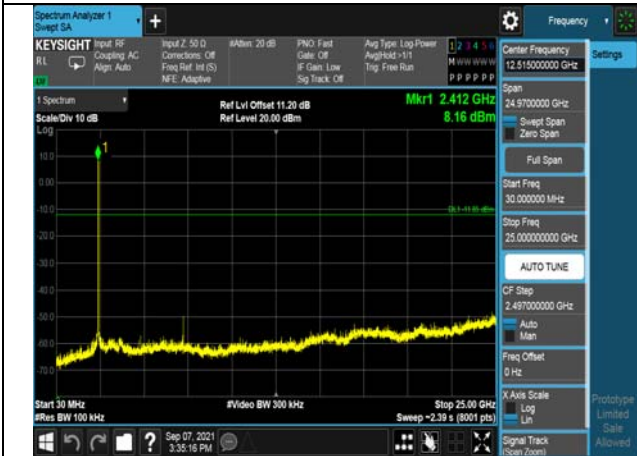 Spectrum Analyzer 1
Swept SA
+
Frequency
KEYSIGHT
Input: RF
Coupling: AC
Align: Auto
Input Z: 50 Ω
Corrections: Off
Freq Ref: Int (S)
NFE: Adaptive
#Atten: 20 dB
PNO: Fast
Gate: Off
IF Gain: Low
Sig Track: Off
Avg Type: Log-Power
Avg|Hold:>1/1
Trig: Free Run
1 2 3 4 5 6
M W W W W W
P P P P P P
RL
1 Spectrum
Scale/Div 10 dB
Log
Ref Lvl Offset 11.20 dB
Ref Level 20.00 dBm
Mkr1 2.412 GHz
8.16 dBm
1
10.0
0.00
-10.0
-20.0
-30.0
-40.0
-50.0
-60.0
-70.0
Start 30 MHz
#Res BW 100 kHz
#Video BW 300 kHz
Stop 25.00 GHz
Sweep ~2.39 s (8001 pts)
Sep 07, 2021
3:35:16 PM
Center Frequency
12.515000000 GHz
Settings
Span
24.9700000 GHz
Swept Span
Zero Span
Full Span
Start Freq
30.000000 MHz
Stop Freq
25.000000000 GHz
AUTO TUNE
CF Step
2.497000000 GHz
Auto
Man
Freq Offset
0 Hz
X Axis Scale
Log
Lin
Signal Track
(Span Zoom)
Prototype
Limited
Sale
Allowed